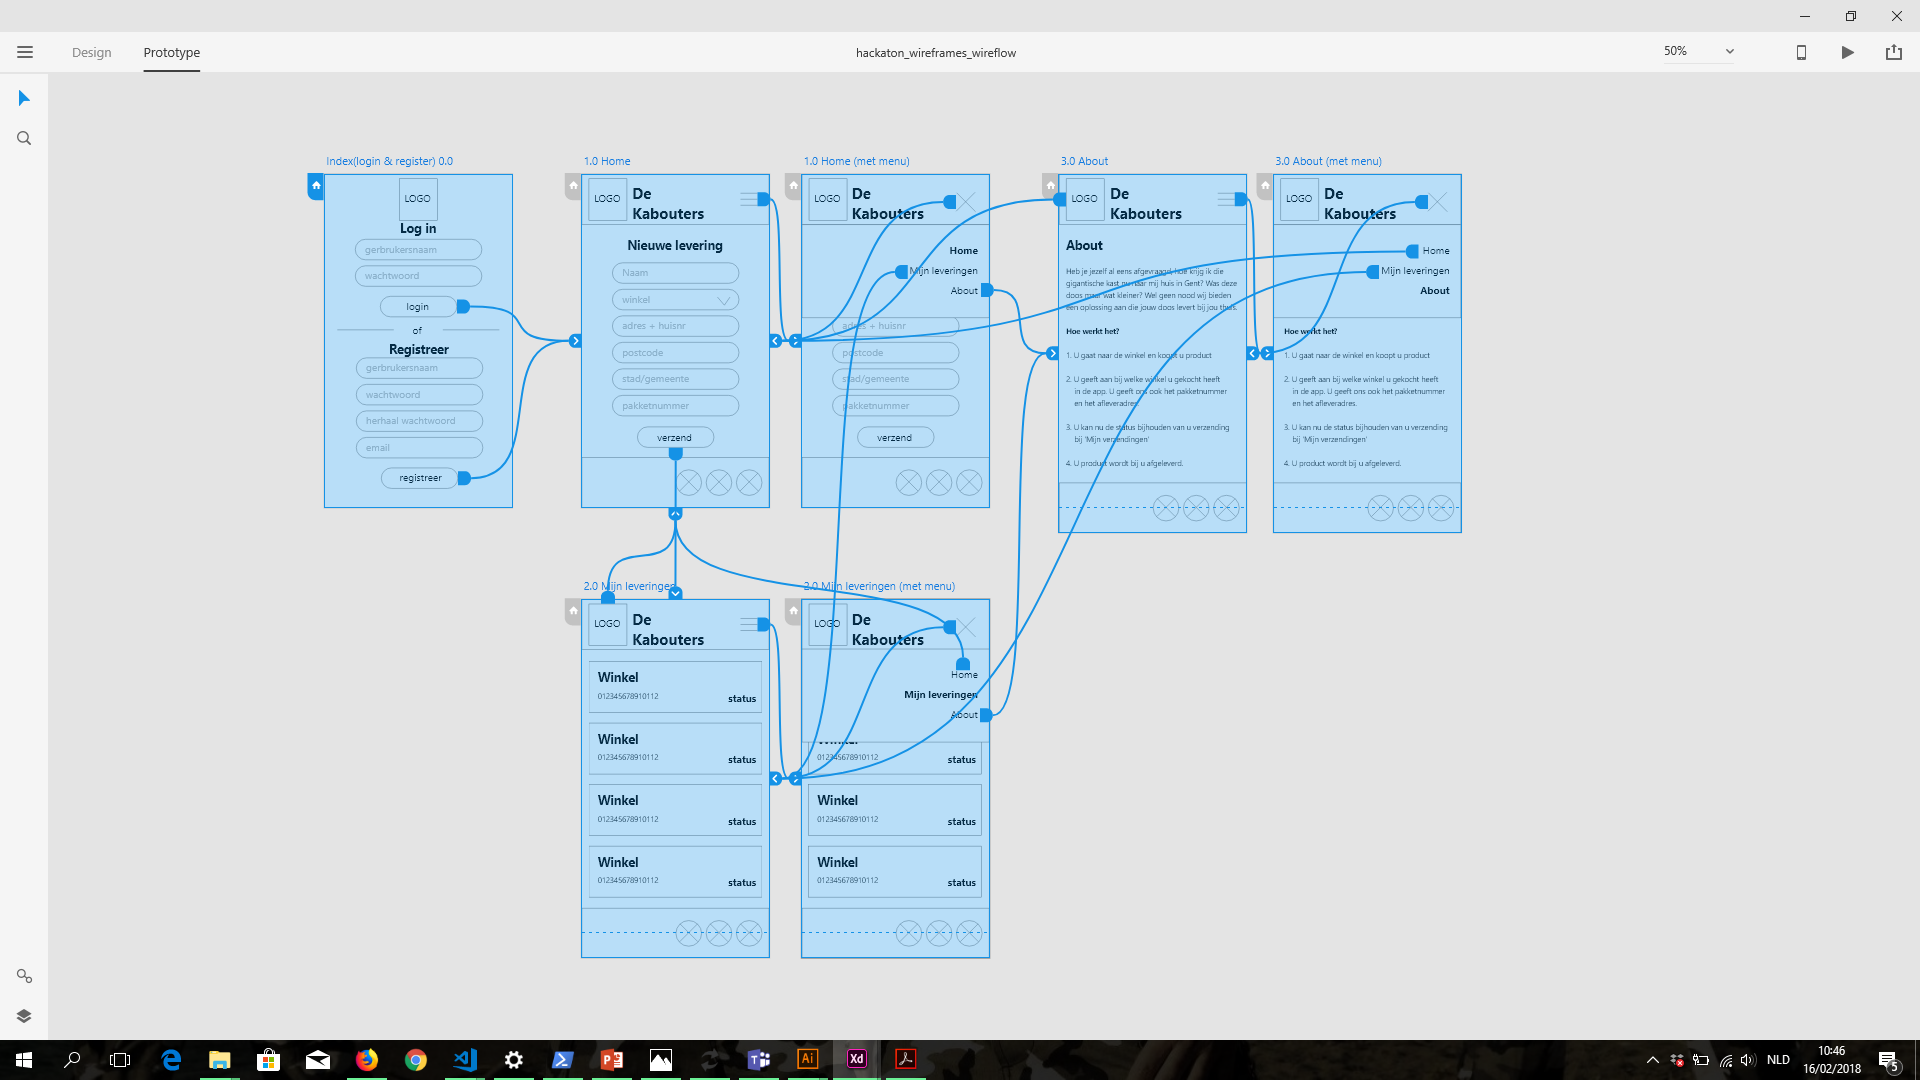 Design
Prototype
hackaton_wireframes_wireflow
50%
Index(login & register) 0.0
LOGO
Log in
gerbrukersnaam
wachtwoord
login
of
Registreer
gerbrukersnaam
wachtwoord
herhaal wachtwoord
email
registreer
1.0 Home
LOGO
De
Kabouters
Nieuwe levering
Naam
winkel
adres + huisnr
postcode
stad/gemeente
pakketnummer
verzend
1.0 Home (met menu)
LOGO
De
Kabouters
Home
Mijn leveringen
About
adres + huisnr
postcode
stad/gemeente
pakketnummer
verzend
3.0 About
LOGO
De
Kabouters
About
Heb je jezelf al eens afgevraagd, hoe krijg ik die
gigantische kast nu naar mij huis in Gent? Was deze
doos maar wat kleiner? Wel geen nood wij bieden
een oplossing aan die jouw doos levert bij jou thuis.
Hoe werkt het?
1. U gaat naar de winkel en koopt u product
2. U geeft aan bij welke winkel u gekocht heeft
in de app. U geeft ons ook het pakketnummer
en het afleveradres.
3. U kan nu de status bijhouden van u verzending
bij 'Mijn verzendingen'
4. U product wordt bij u afgeleverd.
3.0 About (met menu)
LOGO
De
Kabouters
Home
Mijn leveringen
About
Hoe werkt het?
1. U gaat naar de winkel en koopt u product
2. U geeft aan bij welke winkel u gekocht heeft
in de app. U geeft ons ook het pakketnummer
en het afleveradres.
3. U kan nu de status bijhouden van u verzending
bij 'Mijn verzendingen'
4. U product wordt bij u afgeleverd.
2.0 Mijn leveringen
LOGO
De
Kabouters
Winkel
012345678910112
status
Winkel
012345678910112
status
Winkel
012345678910112
status
Winkel
012345678910112
status
2.0 Mijn leveringen (met menu)
LOGO
De
Kabouters
Home
Mijn leveringen
About
Winkel
012345678910112
status
Winkel
012345678910112
status
Winkel
012345678910112
status
Ai
Xd
NLD
10:46
16/02/2018
5